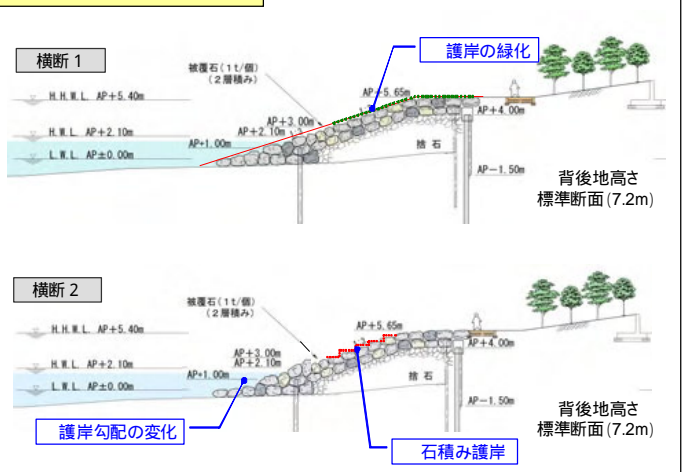 横断 1
護岸の緑化
被覆石(1t/個)
(2層積み)
H.H.W.L. AP+5.40m
AP+5.65m
AP+3.00m
AP+4.00m
H.W.L. AP+2.10m
AP+2.10m
AP+1.00m
捨石
L.W.L. AP±0.00m
AP-1.50m
背後地高さ
標準断面(7.2m)
横断 2
被覆石(1t/個)
(2層積み)
H.H.W.L. AP+5.40m
AP+5.65m
AP+4.00m
AP+3.00m
H.W.L. AP+2.10m
AP+2.10m
AP+1.00m
捨石
L.W.L. AP±0.00m
AP-1.50m
背後地高さ
標準断面(7.2m)
護岸勾配の変化
石積み護岸